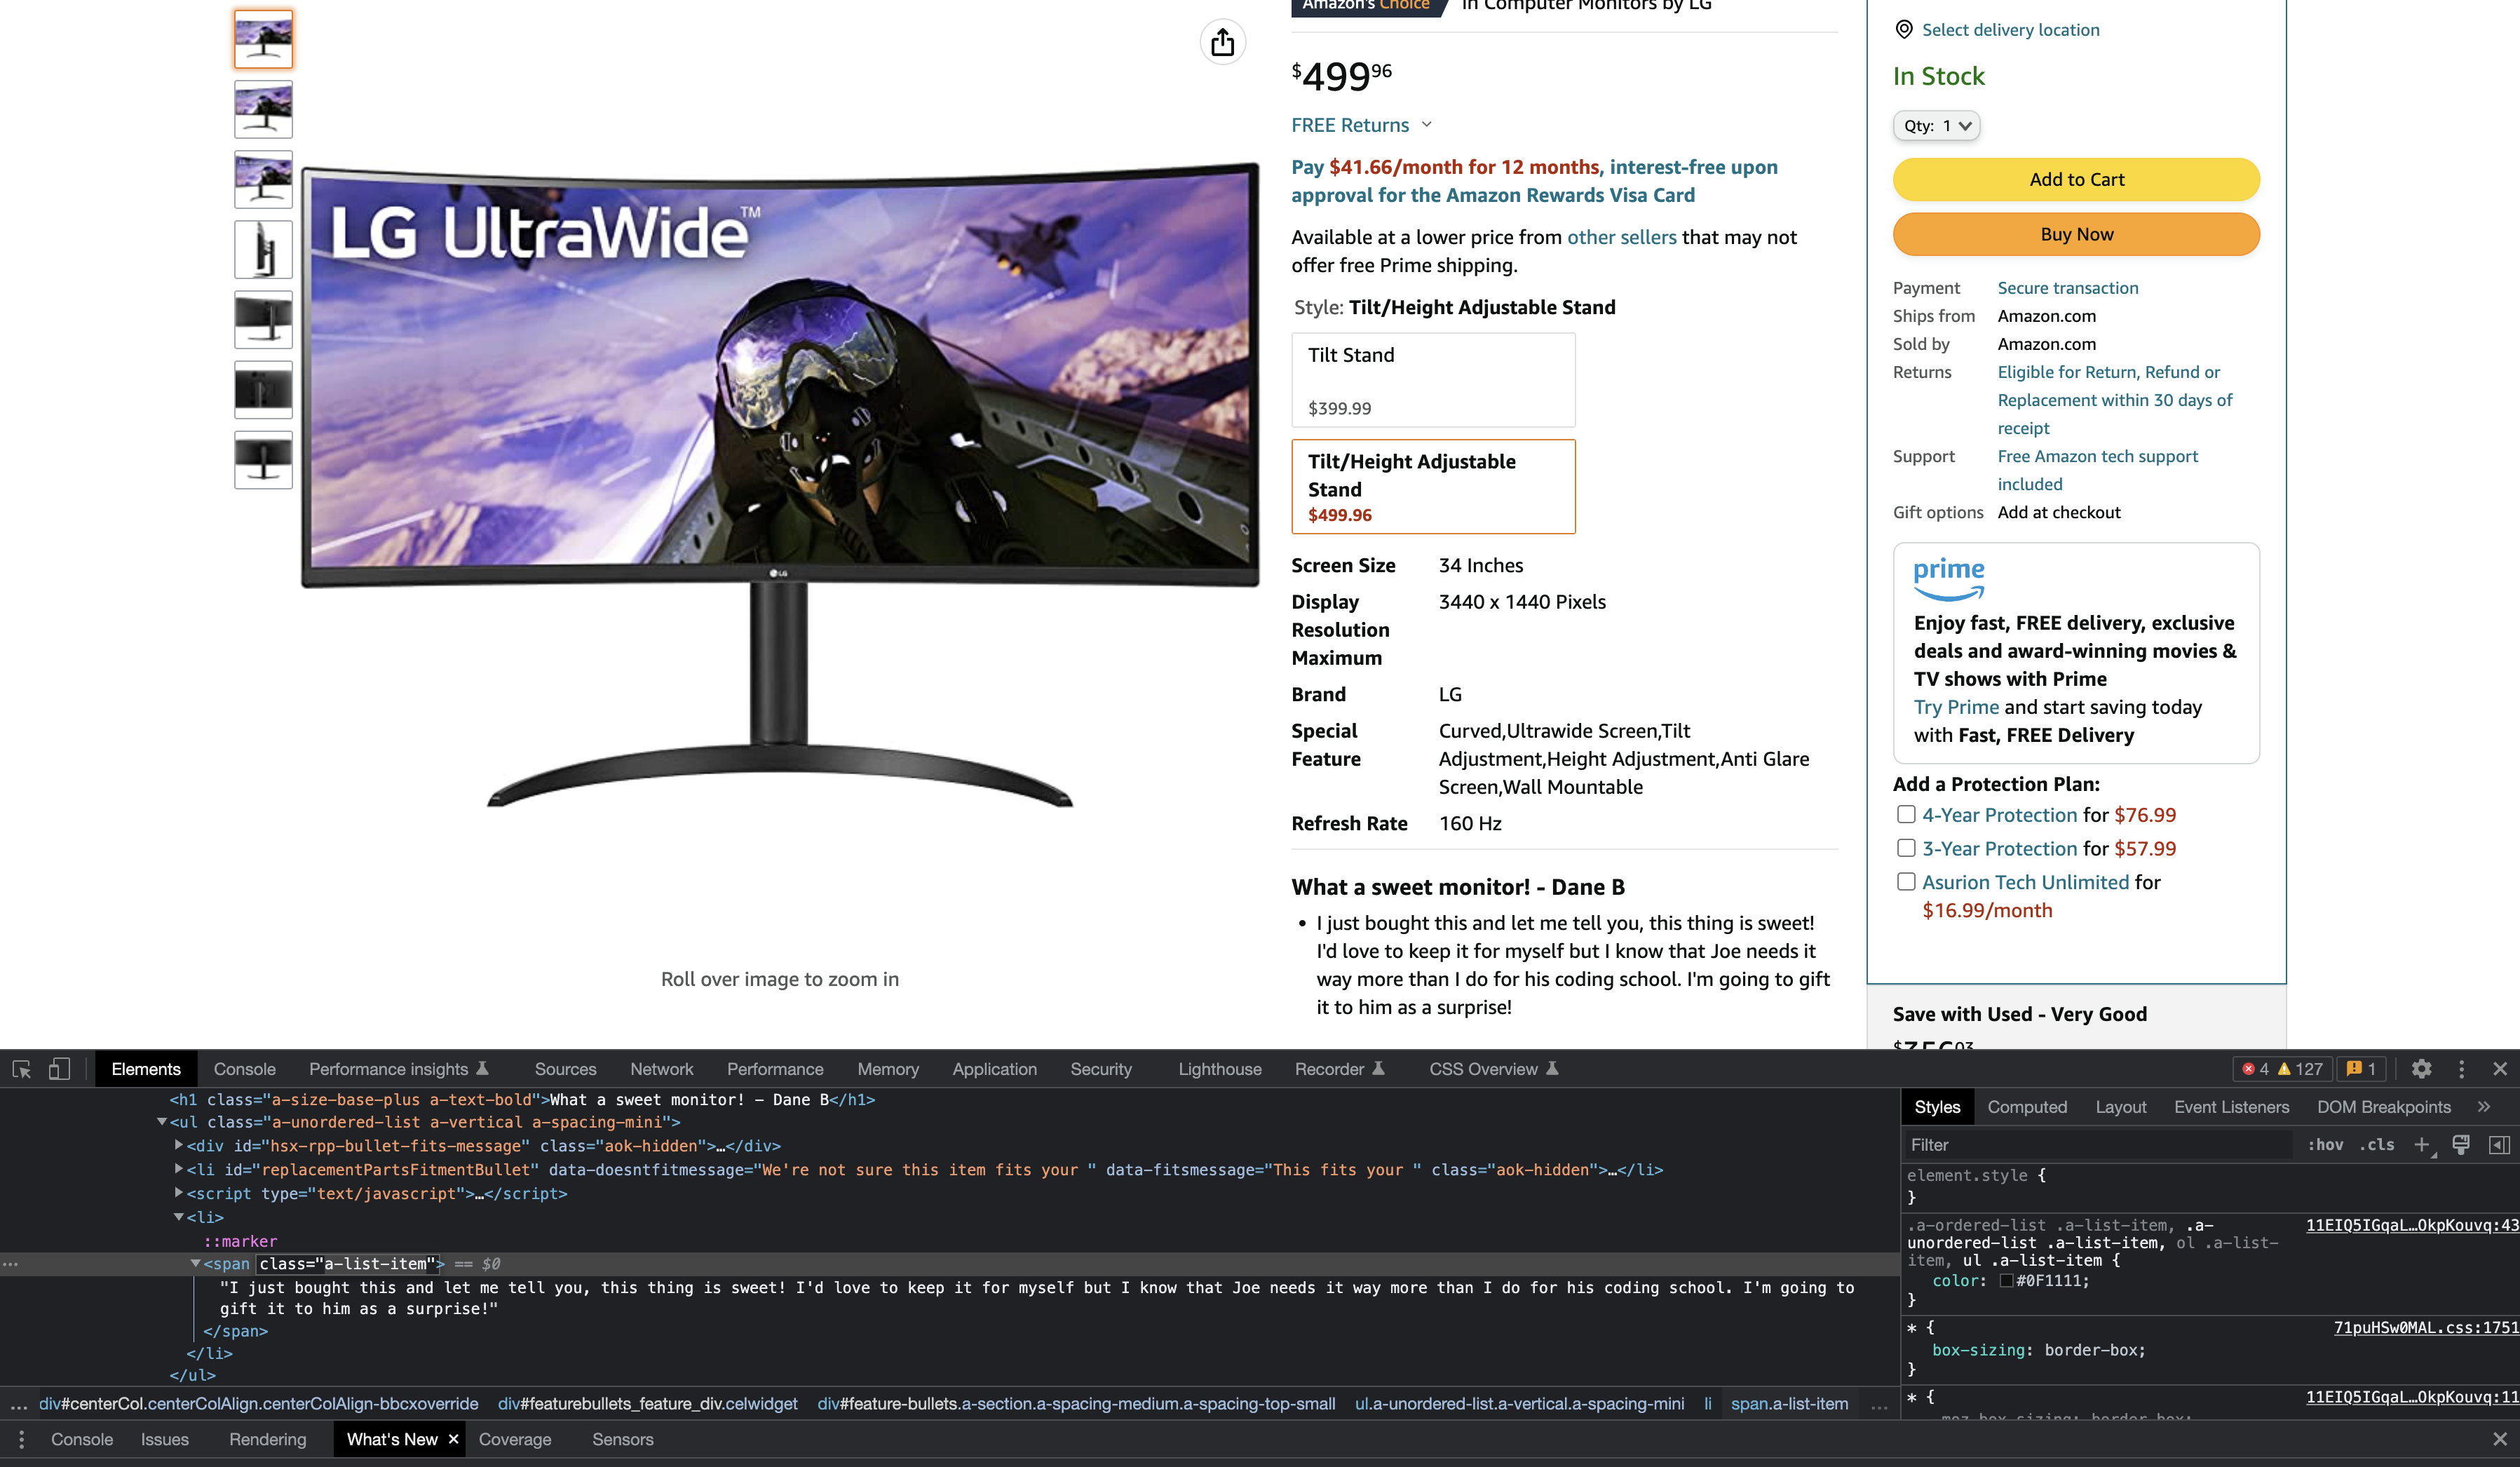 Amazon's Choice in Computer Monitors by LG
LG UltraWide™
LG
Roll over image to zoom in
$499 96
FREE Returns
Pay $41.66/month for 12 months, interest-free upon
approval for the Amazon Rewards Visa Card
Available at a lower price from other sellers that may not
offer free Prime shipping.
Style: Tilt/Height Adjustable Stand
Tilt Stand
$399.99
Tilt/Height Adjustable
Stand
$499.96
Screen Size 34 Inches
Display 3440 x 1440 Pixels
Resolution
Maximum
Brand LG
Special Curved,Ultrawide Screen,Tilt
Feature Adjustment,Height Adjustment,Anti Glare
Screen,Wall Mountable
Refresh Rate 160 Hz
What a sweet monitor! - Dane B
• I just bought this and let me tell you, this thing is sweet!
I'd love to keep it for myself but I know that Joe needs it
way more than I do for his coding school. I'm going to gift
it to him as a surprise!
Select delivery location
In Stock
Qty: 1
Add to Cart
Buy Now
Payment Secure transaction
Ships from Amazon.com
Sold by Amazon.com
Returns Eligible for Return, Refund or
Replacement within 30 days of
receipt
Support Free Amazon tech support
included
Gift options Add at checkout
prime
Enjoy fast, FREE delivery, exclusive
deals and award-winning movies &
TV shows with Prime
Try Prime and start saving today
with Fast, FREE Delivery
Add a Protection Plan:
4-Year Protection for $76.99
3-Year Protection for $57.99
Asurion Tech Unlimited for
$16.99/month
Save with Used - Very Good
$356 03
Elements Console Performance insights Sources Network Performance Memory Application Security Lighthouse Recorder CSS Overview 4 127 1
<h1 class="a-size-base-plus a-text-bold">What a sweet monitor! - Dane B</h1>
<ul class="a-unordered-list a-vertical a-spacing-mini">
<div id="hsx-rpp-bullet-fits-message" class="aok-hidden">…</div>
<li id="replacementPartsFitmentBullet" data-doesntfitmessage="We're not sure this item fits your " data-fitsmessage="This fits your " class="aok-hidden">…</li>
<script type="text/javascript">…</script>
<li>
::marker
<span class="a-list-item"> == $0
"I just bought this and let me tell you, this thing is sweet! I'd love to keep it for myself but I know that Joe needs it way more than I do for his coding school. I'm going to
gift it to him as a surprise!"
</span>
</li>
</ul>
… div#centerCol.centerColAlign.centerColAlign-bbcxoverride div#featurebullets_feature_div.celwidget div#feature-bullets.a-section.a-spacing-medium.a-spacing-top-small ul.a-unordered-list.a-vertical.a-spacing-mini li span.a-list-item …
Styles Computed Layout Event Listeners DOM Breakpoints »
Filter :hov .cls +
element.style {
}
.a-ordered-list .a-list-item, .a- 11EIQ5IGqaL…OkpKouvq:43
unordered-list .a-list-item, ol .a-list-
item, ul .a-list-item {
color: #0F1111;
}
* { 71puHSw0MAL.css:1751
box-sizing: border-box;
}
* { 11EIQ5IGqaL…OkpKouvq:11
-moz-box-sizing: border-box;
Console Issues Rendering What's New × Coverage Sensors